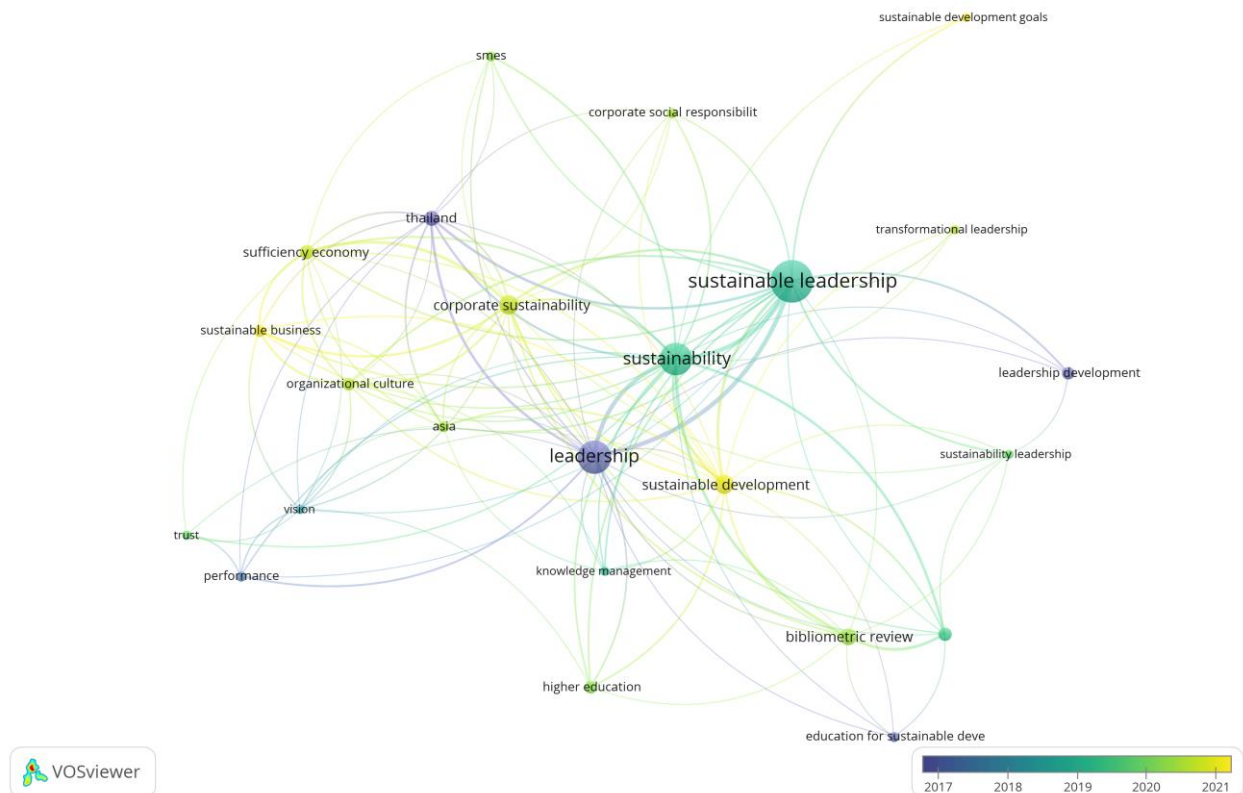 sustainable development goals
smes
corporate social responsibilit
thailand
transformational leadership
sufficiency economy
sustainable leadership
corporate sustainability
sustainable business
sustainability
leadership development
organizational culture
asia
leadership
sustainability leadership
sustainable development
vision
trust
knowledge management
performance
bibliometric review
higher education
education for sustainable deve
VOSviewer
2017 2018 2019 2020 2021